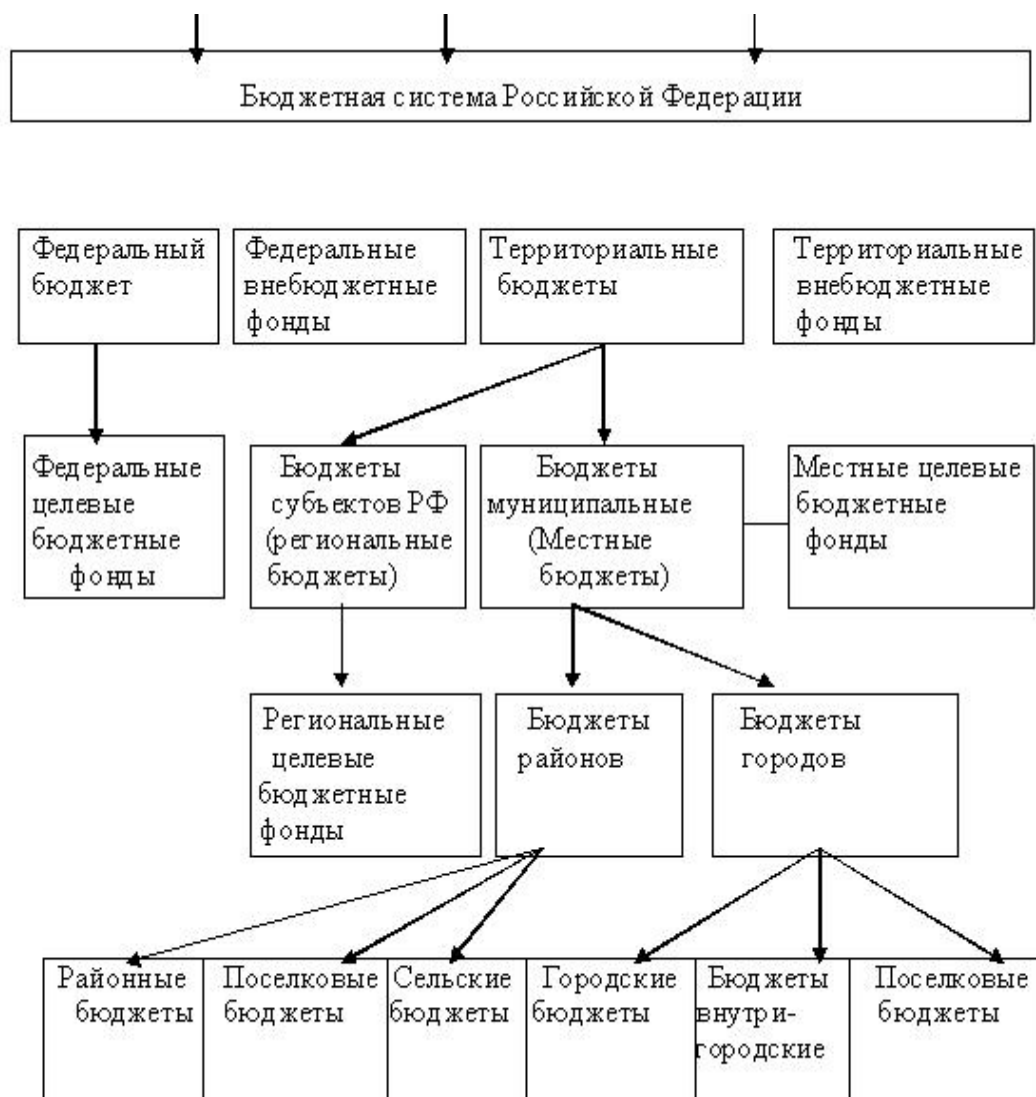 Бюджетная система Российской Федерации
Федеральный
бюджет
Федеральные
внебюджетные
фонды
Территориальные
бюджеты
Территориальные
внебюджетные
фонды
Федеральные
целевые
бюджетные
фонды
Бюджеты
субъектов РФ
(региональные
бюджеты)
Бюджеты
муниципальные
(Местные
бюджеты)
Местные целевые
бюджетные
фонды
Региональные
целевые
бюджетные
фонды
Бюджеты
районов
Бюджеты
городов
Районные
бюджеты
Поселковые
бюджеты
Сельские
бюджеты
Городские
бюджеты
Бюджеты
внутри-
городские
Поселковые
бюджеты